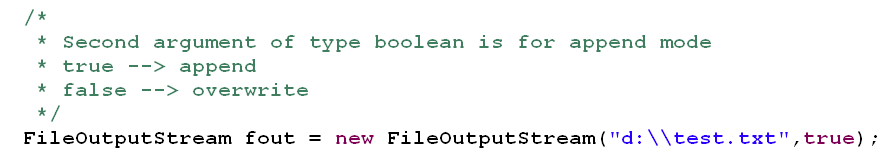 /*
* Second argument of type boolean is for append mode
* true --> append
* false --> overwrite
*/
FileOutputStream fout = new FileOutputStream("d:\\test.txt",true);